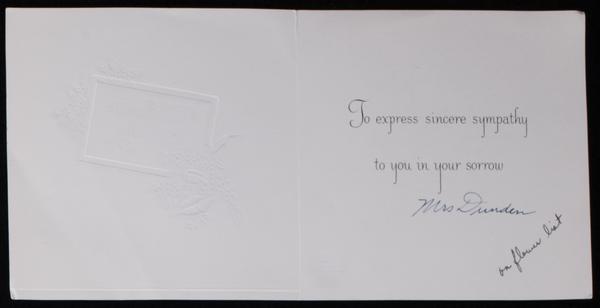 To express sincere sympathy
to you in your sorrow
Mrs Dunden
on flower list